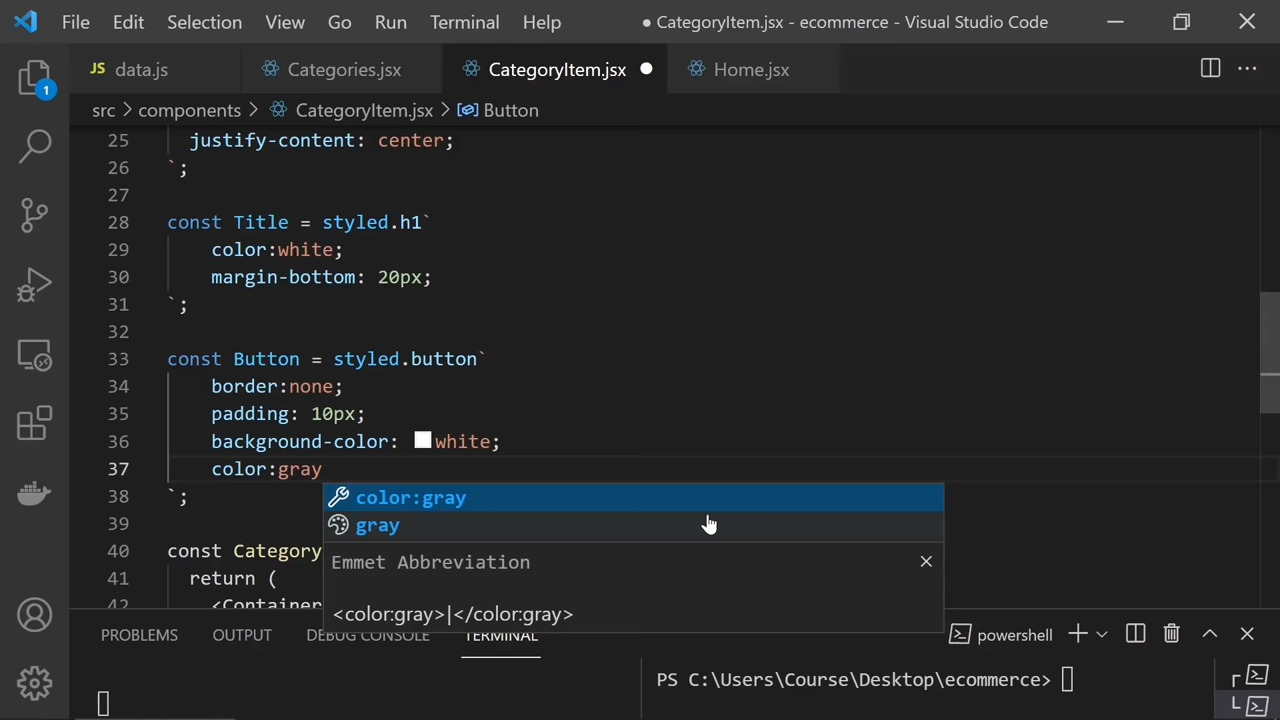 File Edit Selection View Go Run Terminal Help ● CategoryItem.jsx - ecommerce - Visual Studio Code
JS data.js Categories.jsx CategoryItem.jsx Home.jsx
1
src > components > CategoryItem.jsx > Button
25 justify-content: center;
26 `;
27
28 const Title = styled.h1`
29 color:white;
30 margin-bottom: 20px;
31 `;
32
33 const Button = styled.button`
34 border:none;
35 padding: 10px;
36 background-color: white;
37 color:gray
38 `;
color:gray
39
gray
40 const Category
Emmet Abbreviation
41 return (
42 <Container
<color:gray>|</color:gray>
PROBLEMS OUTPUT DEBUG CONSOLE TERMINAL powershell
PS C:\Users\Course\Desktop\ecommerce>